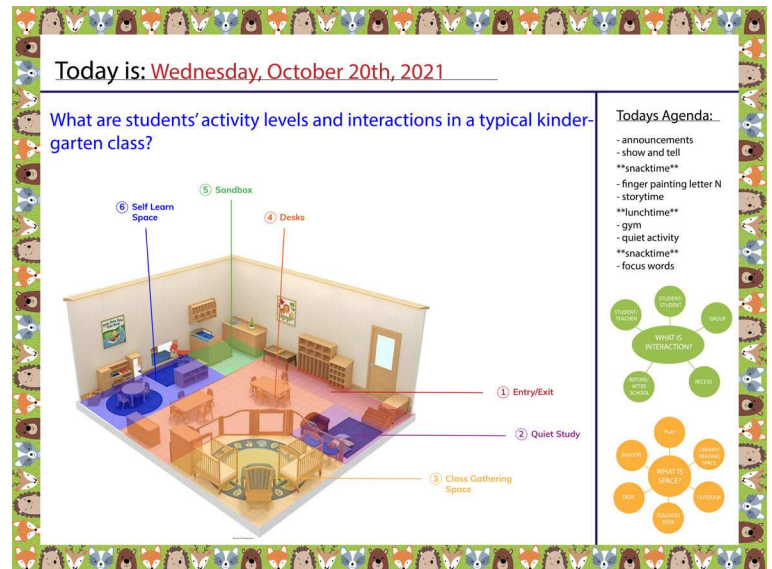 Today is: Wednesday, October 20th, 2021
What are students' activity levels and interactions in a typical kinder-
garten class?
⑤ Sandbox
⑥ Self Learn
Space
④ Desks
① Entry/Exit
② Quiet Study
③ Class Gathering
Space
Todays Agenda:
- announcements
- show and tell
**snacktime**
- finger painting letter N
- storytime
**lunchtime**
- gym
- quiet activity
**snacktime**
- focus words
STUDENT/
STUDENT
STUDENT/
TEACHER
GROUP
WHAT IS
INTERACTION?
BEFORE/
AFTER
SCHOOL
RECESS
PLAY
INDOOR
LIBRARY/
READING
SPACE
WHAT IS
SPACE?
DESK
OUTDOOR
TEACHER
DESK